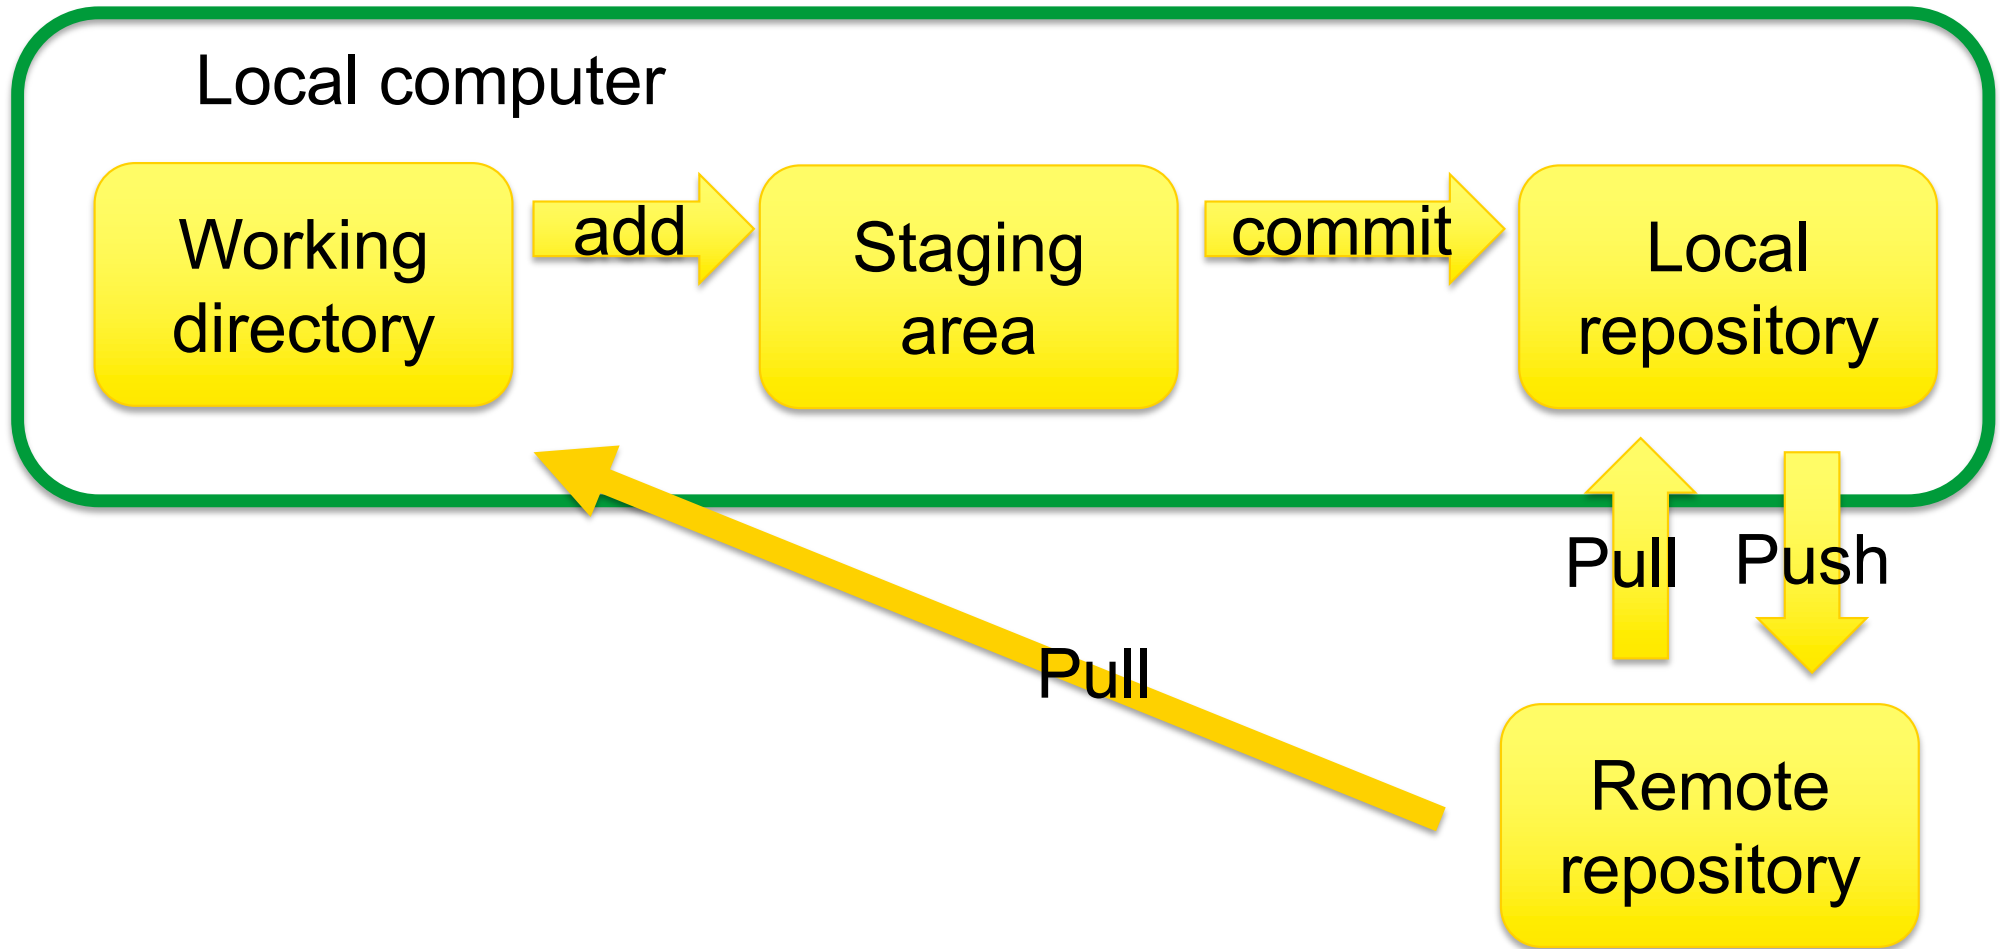 Local computer
Working
directory
add
Staging
area
commit
Local
repository
Pull
Push
Pull
Remote
repository